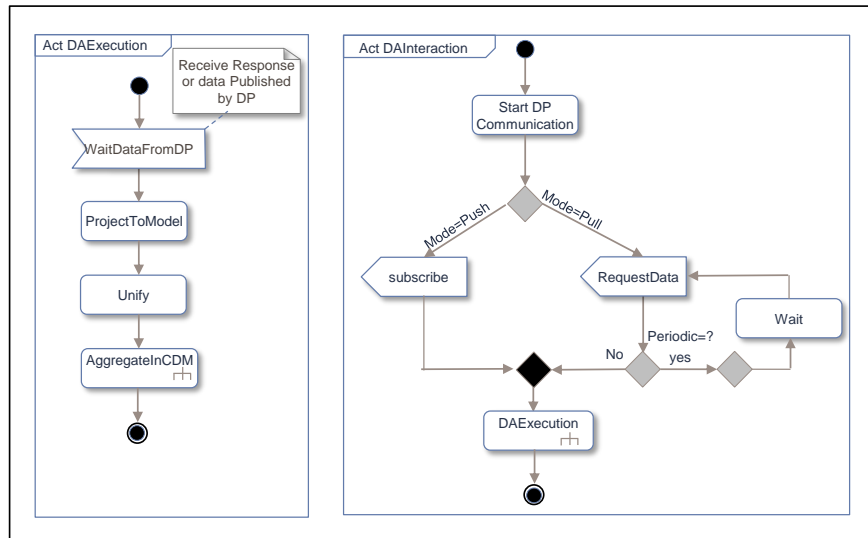 Act DAExecution
Receive Response
or data Published
by DP
WaitDataFromDP
ProjectToModel
Unify
AggregateInCDM
Act DAInteraction
Start DP
Communication
Mode=Push
Mode=Pull
subscribe
RequestData
Wait
Periodic=?
No
yes
DAExecution